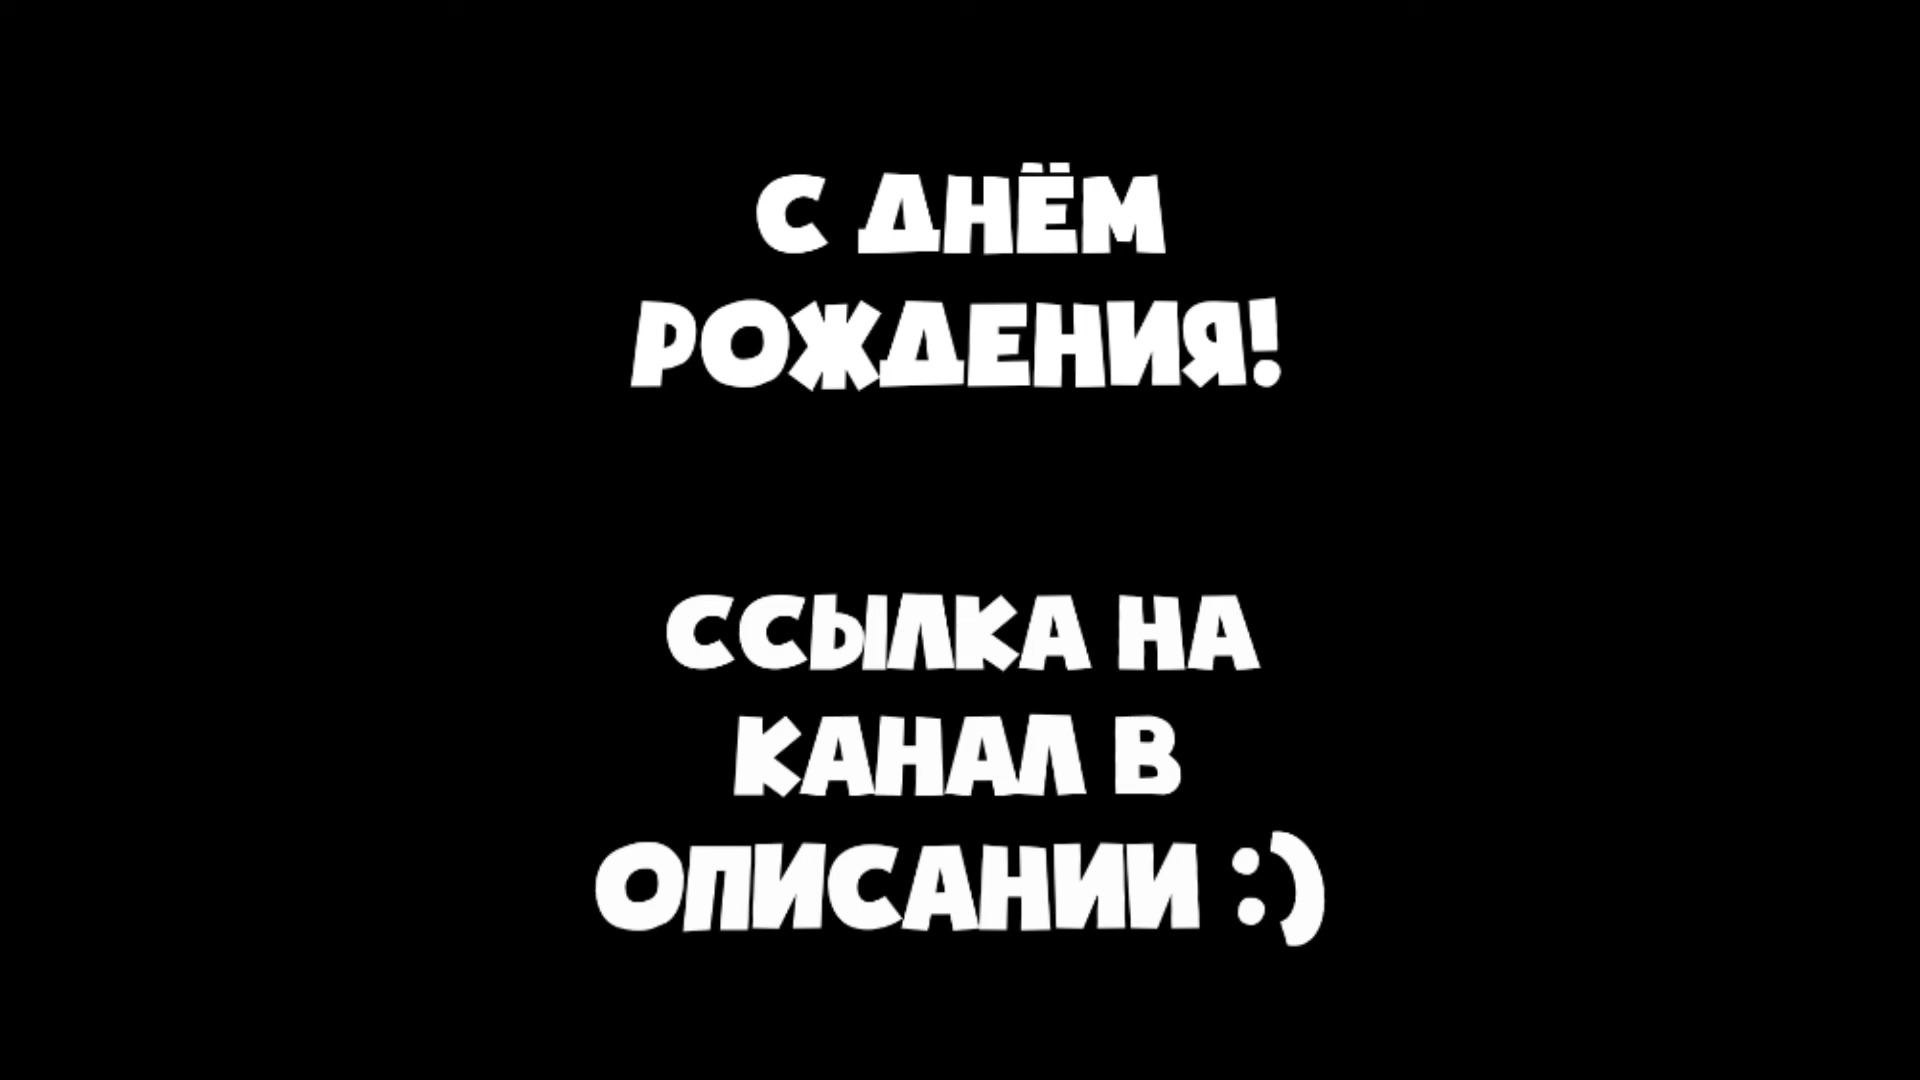 С ДНЁМ
РОЖДЕНИЯ!
ССЫЛКА НА
КАНАЛ В
ОПИСАНИИ :)